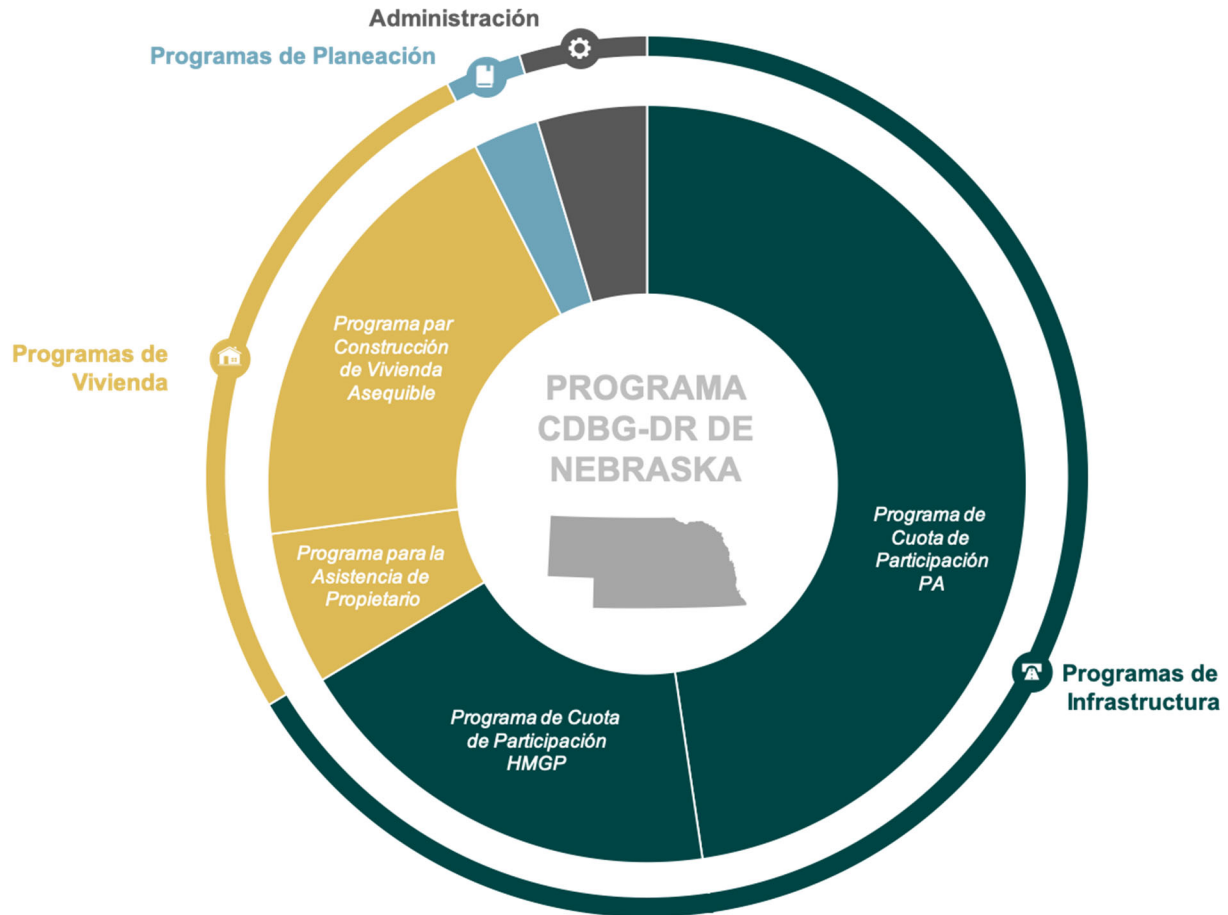 Administración
Programas de Planeación
Programas de
Vivienda
Programa par
Construcción
de Vivienda
Asequible
Programa para la
Asistencia de
Propietario
PROGRAMA
CDBG-DR DE
NEBRASKA
Programa de
Cuota de
Participación
PA
Programa de Cuota
de Participación
HMGP
Programas de
Infrastructura